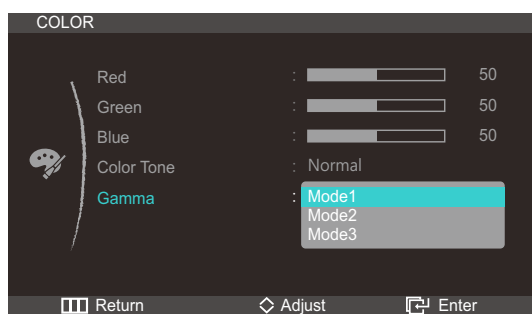 COLOR
Red : 50
Green : 50
Blue : 50
Color Tone : Normal
Gamma : Mode1
Mode2
Mode3
Return Adjust Enter